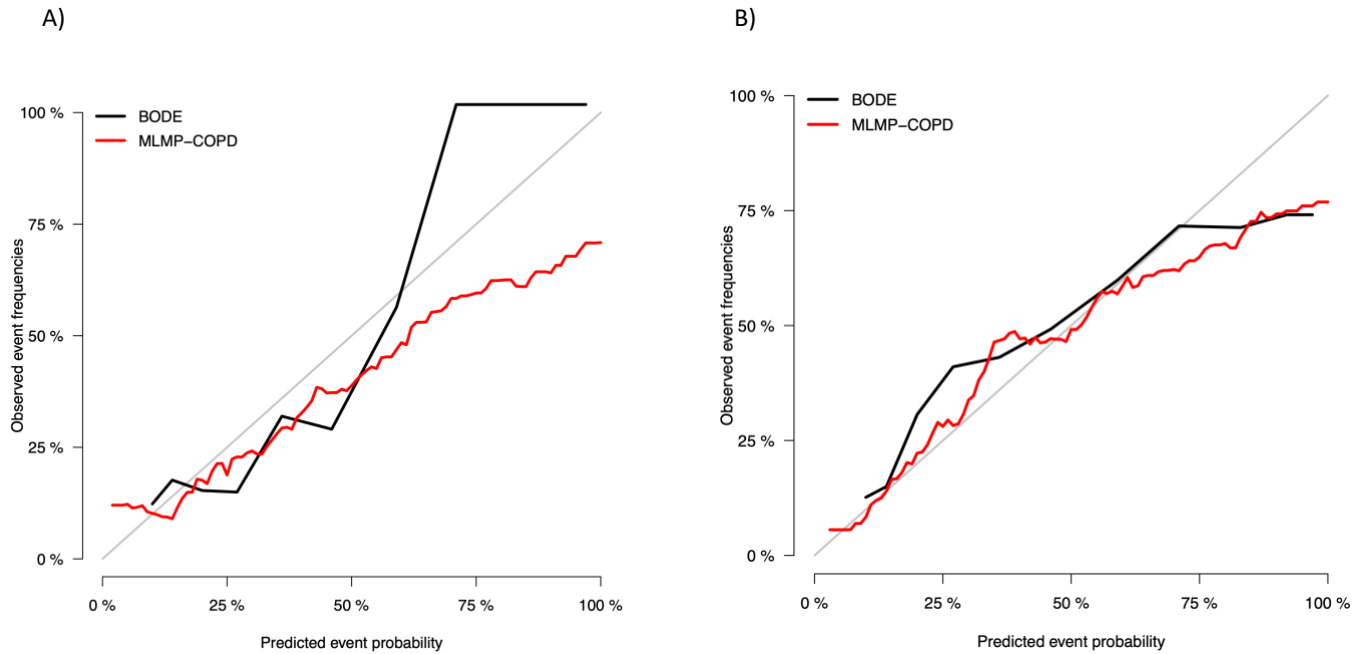 A)
100 %
75 %
50 %
25 %
0 %
Observed event frequencies
BODE
MLMP−COPD
0 %
25 %
50 %
75 %
100 %
Predicted event probability
B)
100 %
75 %
50 %
25 %
0 %
Observed event frequencies
BODE
MLMP−COPD
0 %
25 %
50 %
75 %
100 %
Predicted event probability